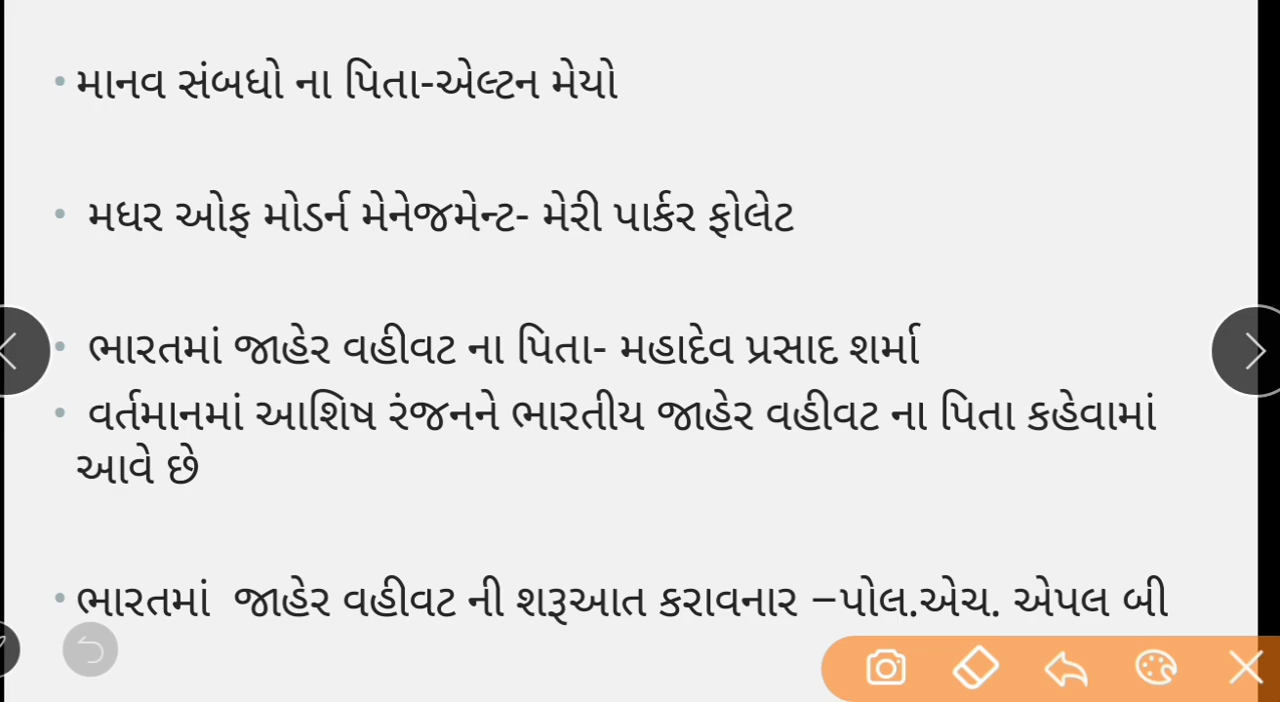 • માનવ સંબધો ના પિતા-એલ્ટન મેયો
• મધર ઓફ મોડર્ન મેનેજમેન્ટ- મેરી પાર્કર ફોલેટ
• ભારતમાં જાહેર વહીવટ ના પિતા- મહાદેવ પ્રસાદ શર્મા
• વર્તમાનમાં આશિષ રંજનને ભારતીય જાહેર વહીવટ ના પિતા કહેવામાં
આવે છે
• ભારતમાં જાહેર વહીવટ ની શરૂઆત કરાવનાર –પોલ.એચ. એપલ બી